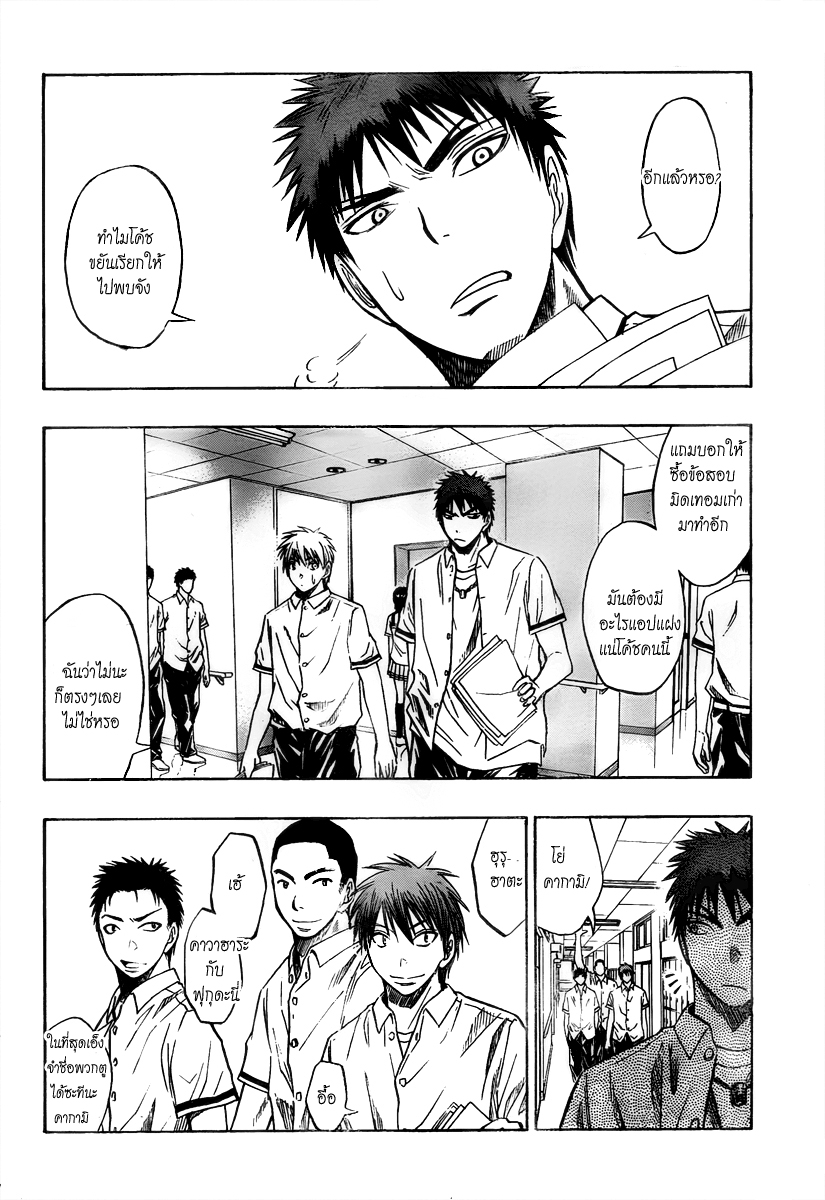 อีกแล้วหรอ?
ทำไมโค้ช
ขยันเรียกให้
ไปพบจัง
แถมบอกให้
ซื้อข้อสอบ
มิดเทอมเก่า
มาทำอีก
มันต้องมี
อะไรแอปแฝง
แน่โค้ชคนนี้
ฉันว่าไม่นะ
ก็ตรงๆเลย
ไม่ใช่หรอ
โย่
คากามิ!
ฮุรุ-
ฮาตะ
เฮ้
คาวาฮาระ
กับ
ฟุกุดะนี่
อื้อ
ในที่สุดเอ็ง
จำชื่อพวกตู
ได้ซะทีนะ
คากามิ